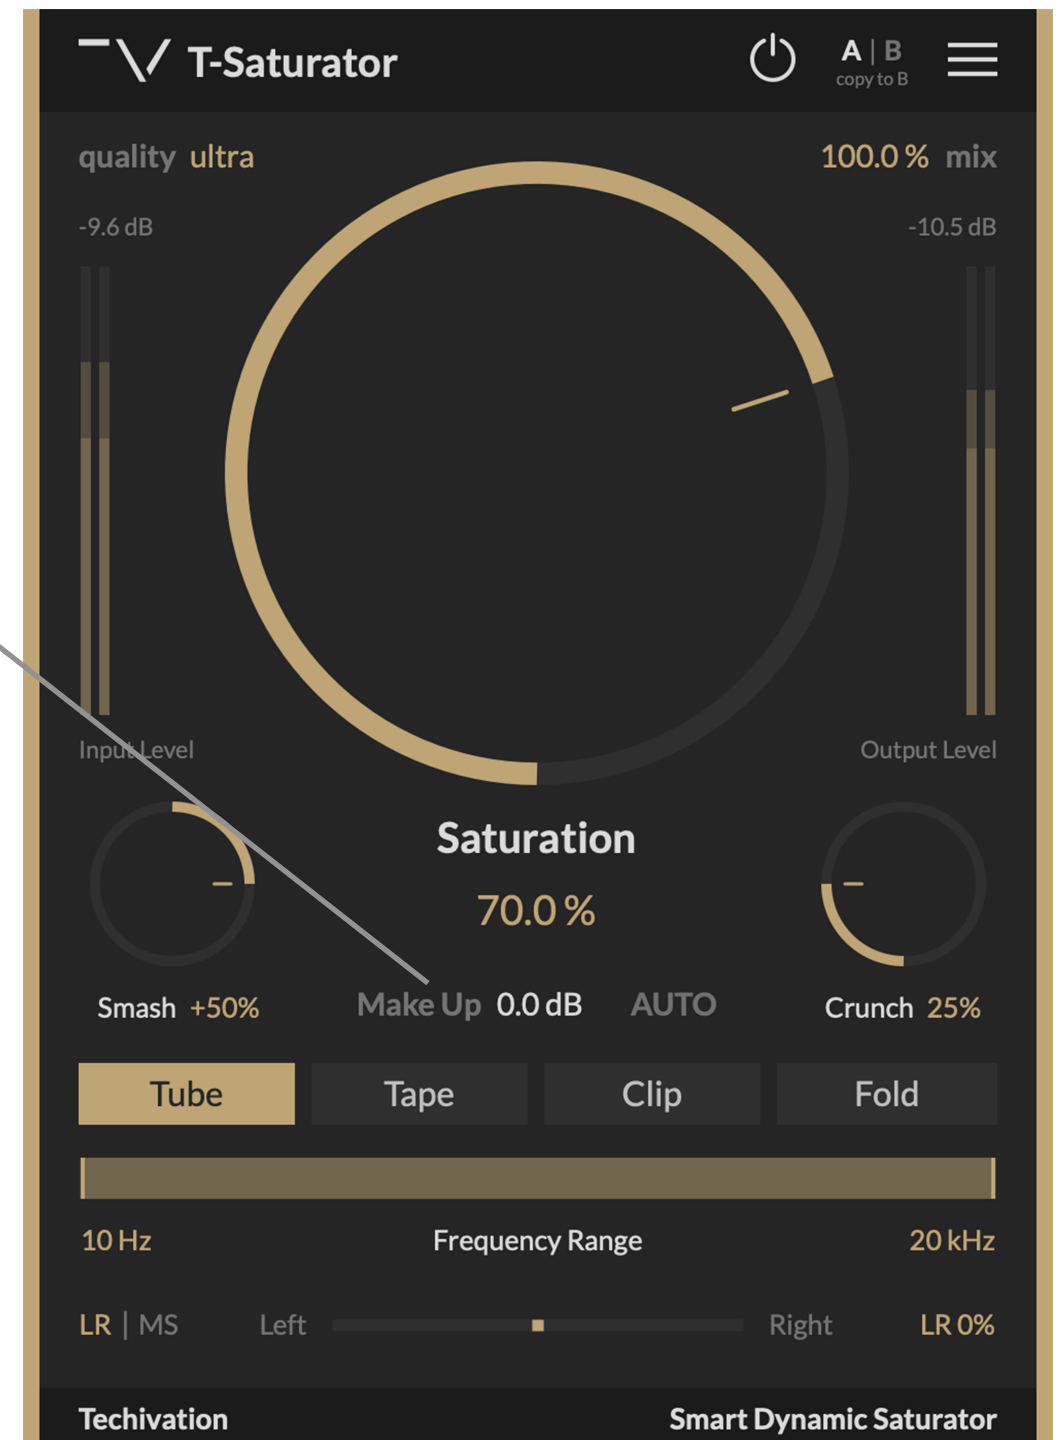 T-Saturator
A | B
copy to B
quality ultra
100.0 % mix
-9.6 dB
-10.5 dB
Input Level
Output Level
Saturation
70.0 %
Smash +50%
Make Up 0.0 dB AUTO
Crunch 25%
Tube
Tape
Clip
Fold
10 Hz
Frequency Range
20 kHz
LR | MS
Left
Right
LR 0%
Techivation
Smart Dynamic Saturator